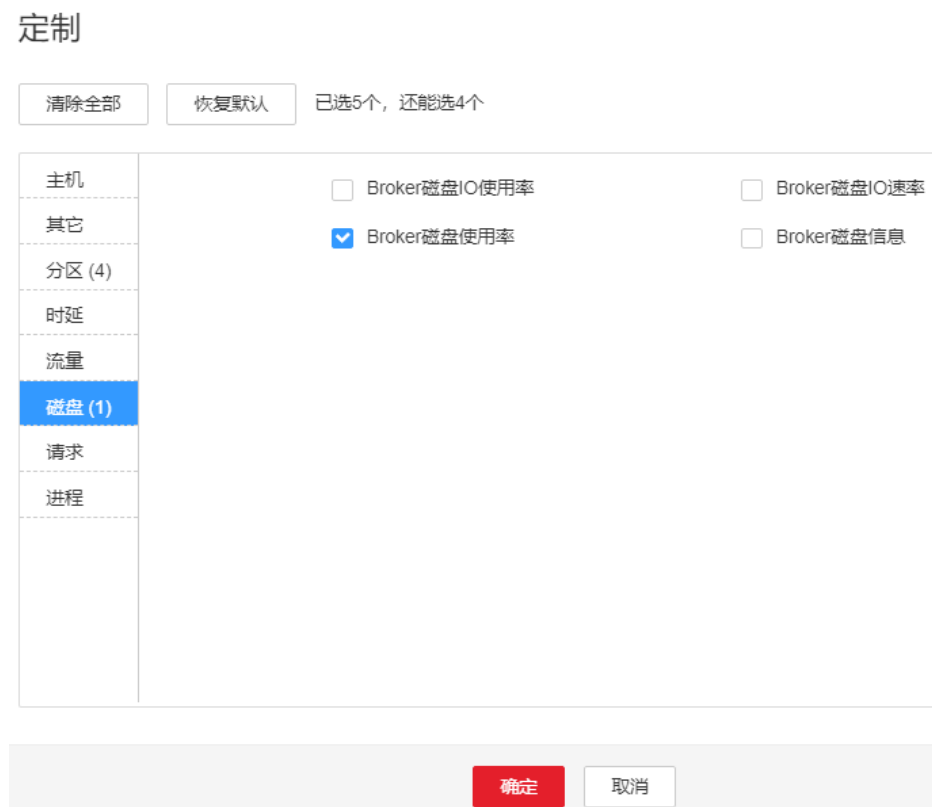 定制
清除全部 恢复默认 已选5个，还能选4个
主机
其它
分区 (4)
时延
流量
磁盘 (1)
请求
进程
Broker磁盘IO使用率 Broker磁盘IO速率
Broker磁盘使用率 Broker磁盘信息
确定 取消